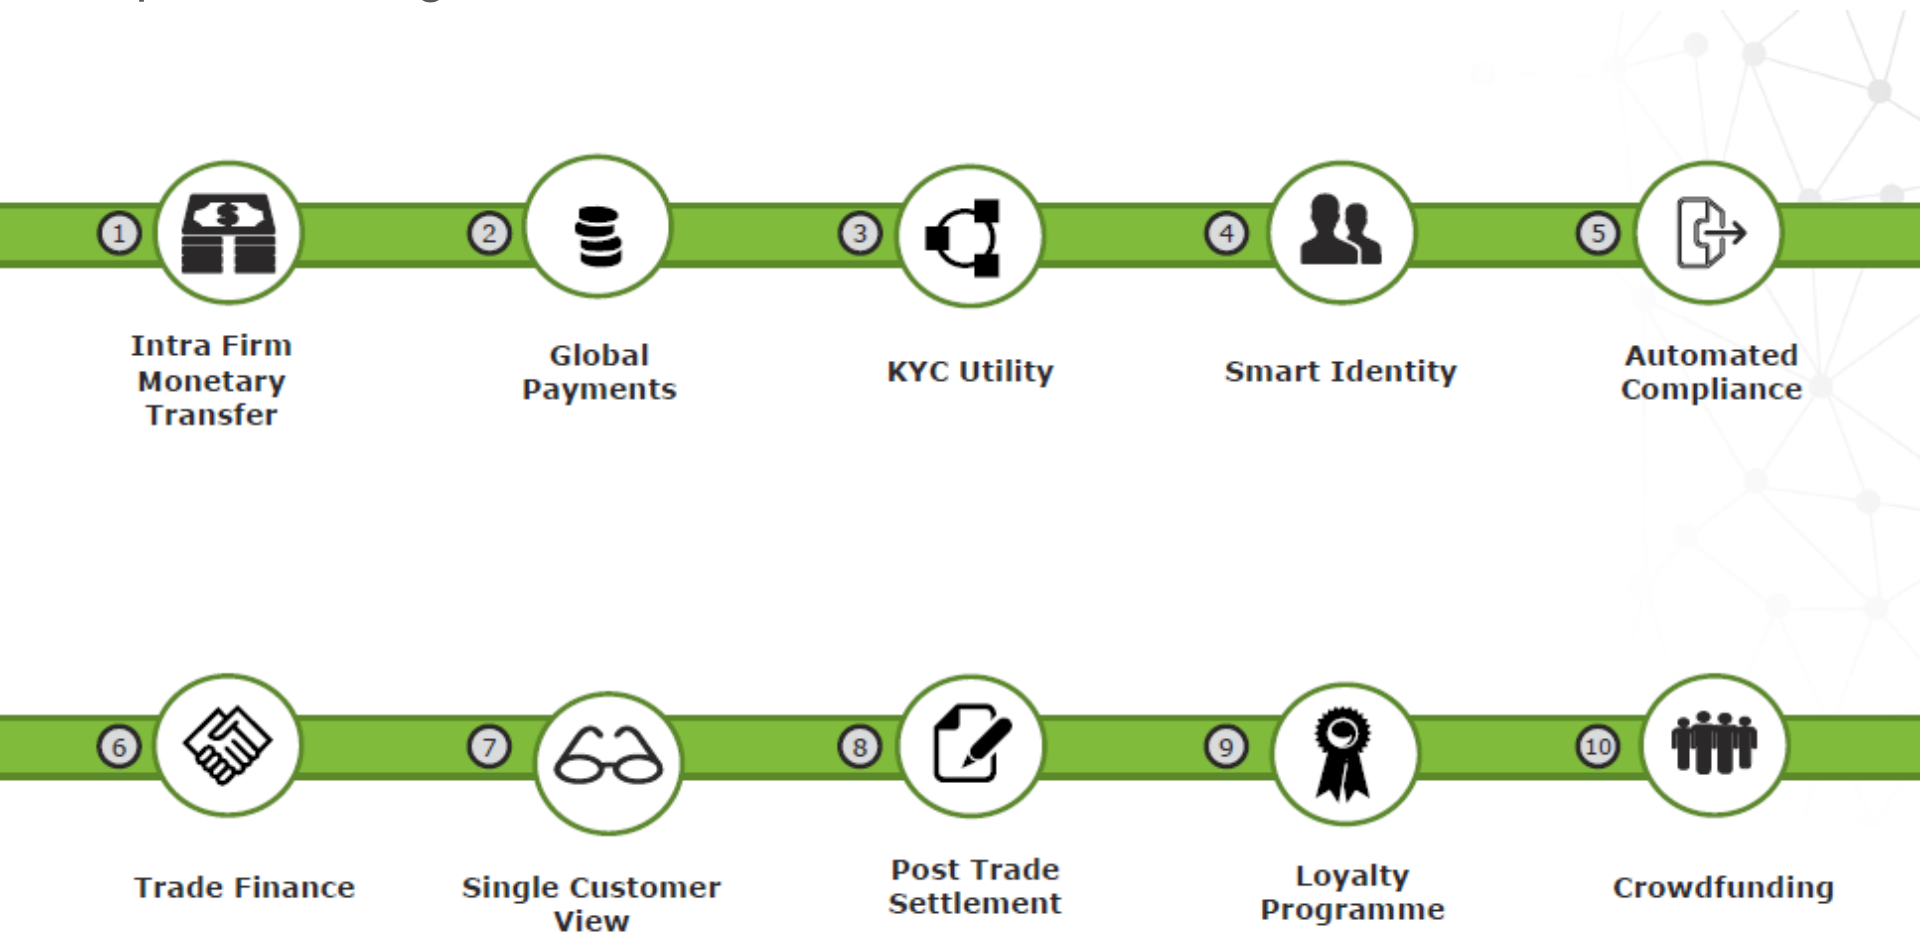 1
2
3
4
5
Intra Firm
Monetary
Transfer
Global
Payments
KYC Utility
Smart Identity
Automated
Compliance
6
7
8
9
10
Trade Finance
Single Customer
View
Post Trade
Settlement
Loyalty
Programme
Crowdfunding